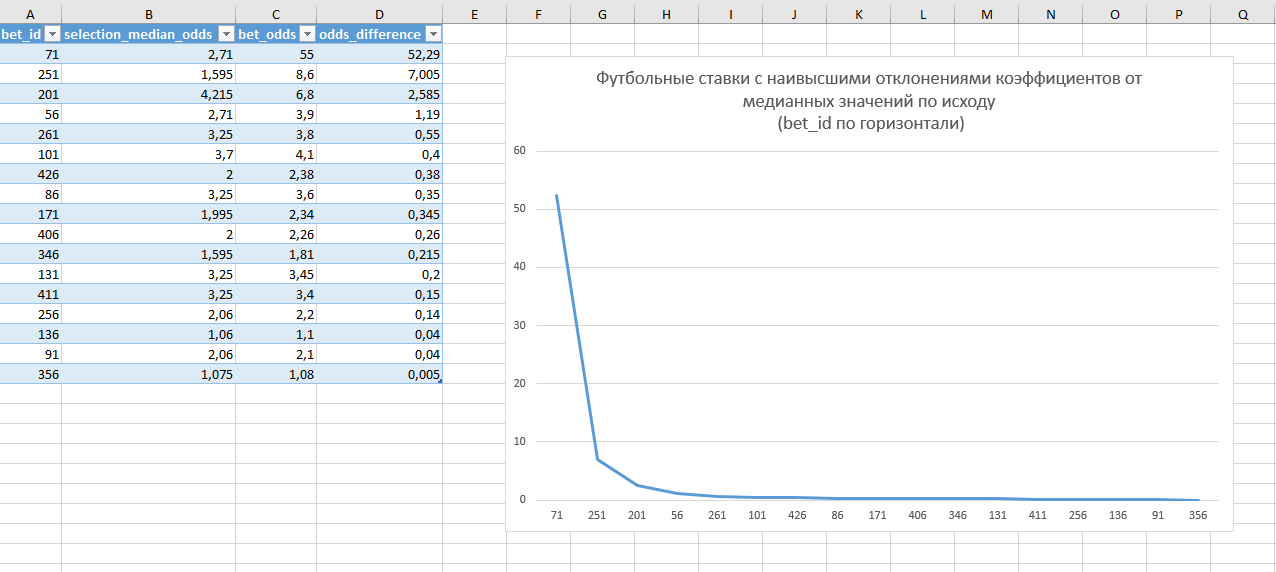 A B C D E F G H I J K L M N O P Q
bet_id selection_median_odds bet_odds odds_difference
71 2,71 55 52,29
251 1,595 8,6 7,005
201 4,215 6,8 2,585
56 2,71 3,9 1,19
261 3,25 3,8 0,55
101 3,7 4,1 0,4
426 2 2,38 0,38
86 3,25 3,6 0,35
171 1,995 2,34 0,345
406 2 2,26 0,26
346 1,595 1,81 0,215
131 3,25 3,45 0,2
411 3,25 3,4 0,15
256 2,06 2,2 0,14
136 1,06 1,1 0,04
91 2,06 2,1 0,04
356 1,075 1,08 0,005
Футбольные ставки с наивысшими отклонениями коэффициентов от
медианных значений по исходу
(bet_id по горизонтали)
60
50
40
30
20
10
0
71 251 201 56 261 101 426 86 171 406 346 131 411 256 136 91 356